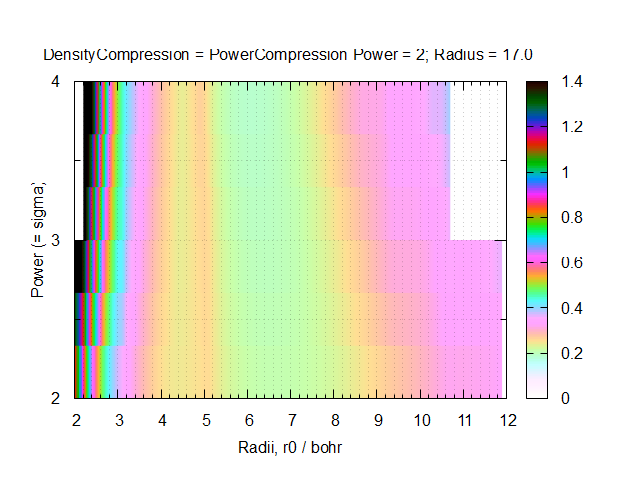 DensityCompression = PowerCompression Power = 2; Radius = 17.0
4
3
2
Power (= sigma)
2 3 4 5 6 7 8 9 10 11 12
Radii, r0 / bohr
1.4
1.2
1
0.8
0.6
0.4
0.2
0